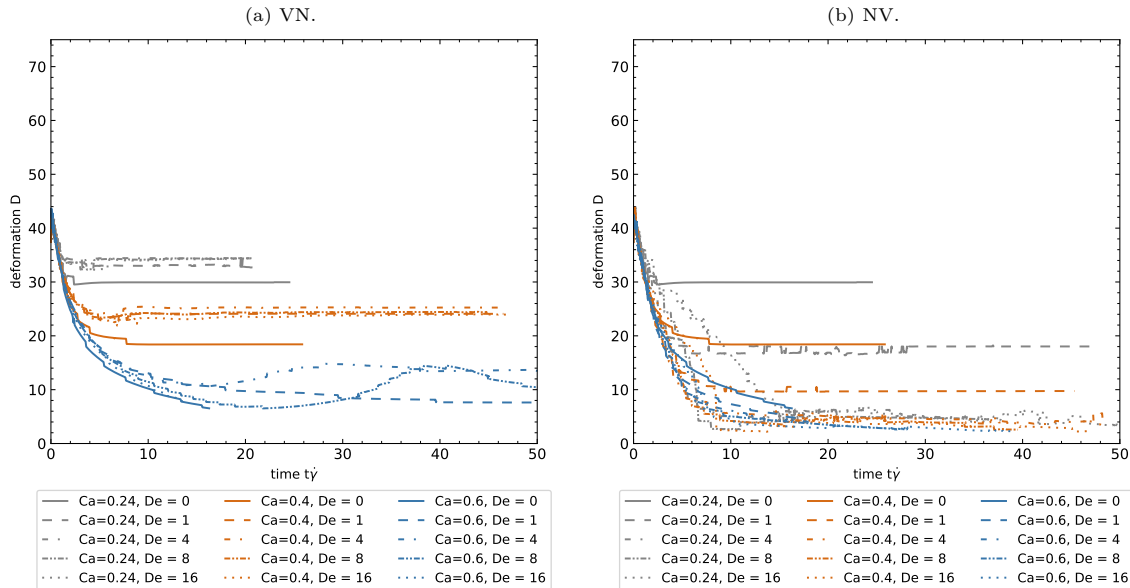 (a) VN.
70
60
50
40
30
20
10
0
deformation D
0 10 20 30 40 50
time tγ̇
Ca=0.24, De = 0 Ca=0.4, De = 0 Ca=0.6, De = 0
Ca=0.24, De = 1 Ca=0.4, De = 1 Ca=0.6, De = 1
Ca=0.24, De = 4 Ca=0.4, De = 4 Ca=0.6, De = 4
Ca=0.24, De = 8 Ca=0.4, De = 8 Ca=0.6, De = 8
Ca=0.24, De = 16 Ca=0.4, De = 16 Ca=0.6, De = 16
(b) NV.
70
60
50
40
30
20
10
0
deformation D
0 10 20 30 40 50
time tγ̇
Ca=0.24, De = 0 Ca=0.4, De = 0 Ca=0.6, De = 0
Ca=0.24, De = 1 Ca=0.4, De = 1 Ca=0.6, De = 1
Ca=0.24, De = 4 Ca=0.4, De = 4 Ca=0.6, De = 4
Ca=0.24, De = 8 Ca=0.4, De = 8 Ca=0.6, De = 8
Ca=0.24, De = 16 Ca=0.4, De = 16 Ca=0.6, De = 16